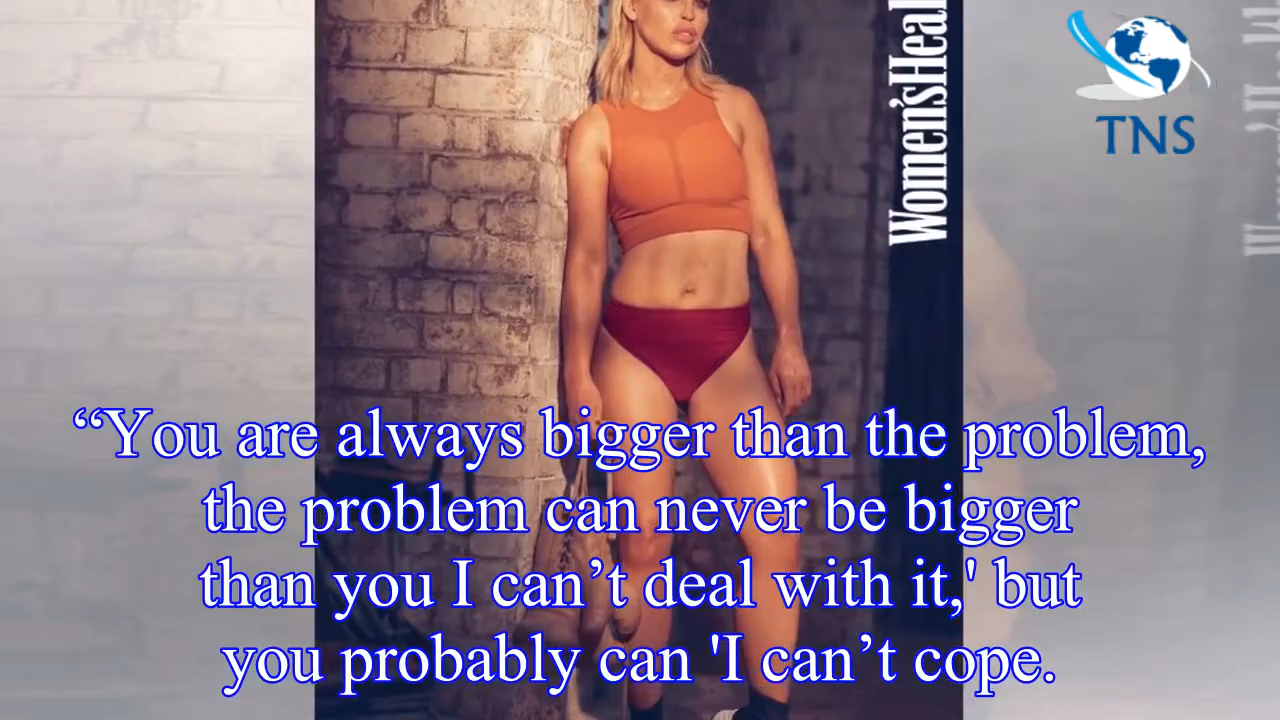 Women'sHeal
TNS
“You are always bigger than the problem,
the problem can never be bigger
than you I can’t deal with it,' but
you probably can 'I can’t cope.